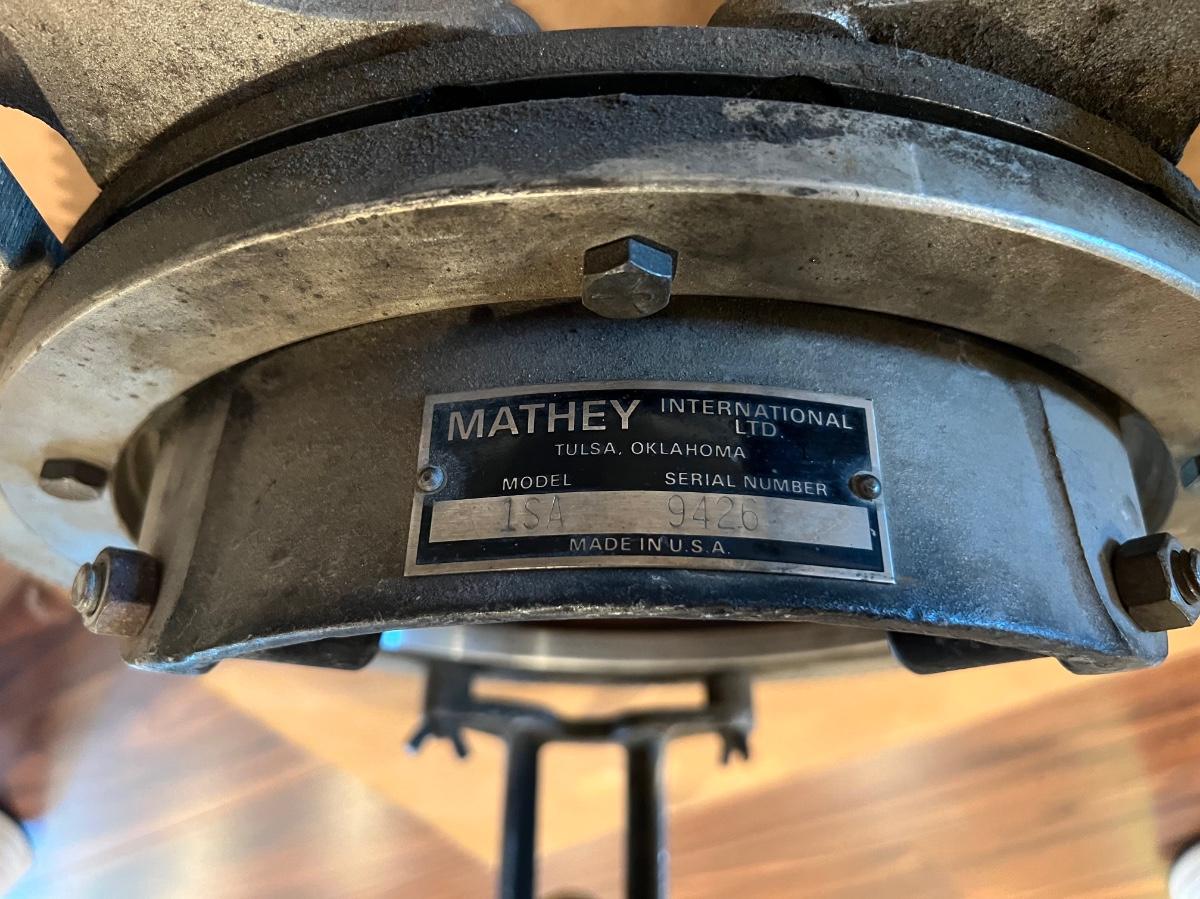 MATHEY INTERNATIONAL
LTD.
TULSA, OKLAHOMA
MODEL SERIAL NUMBER
1SA 9426
MADE IN U.S.A.